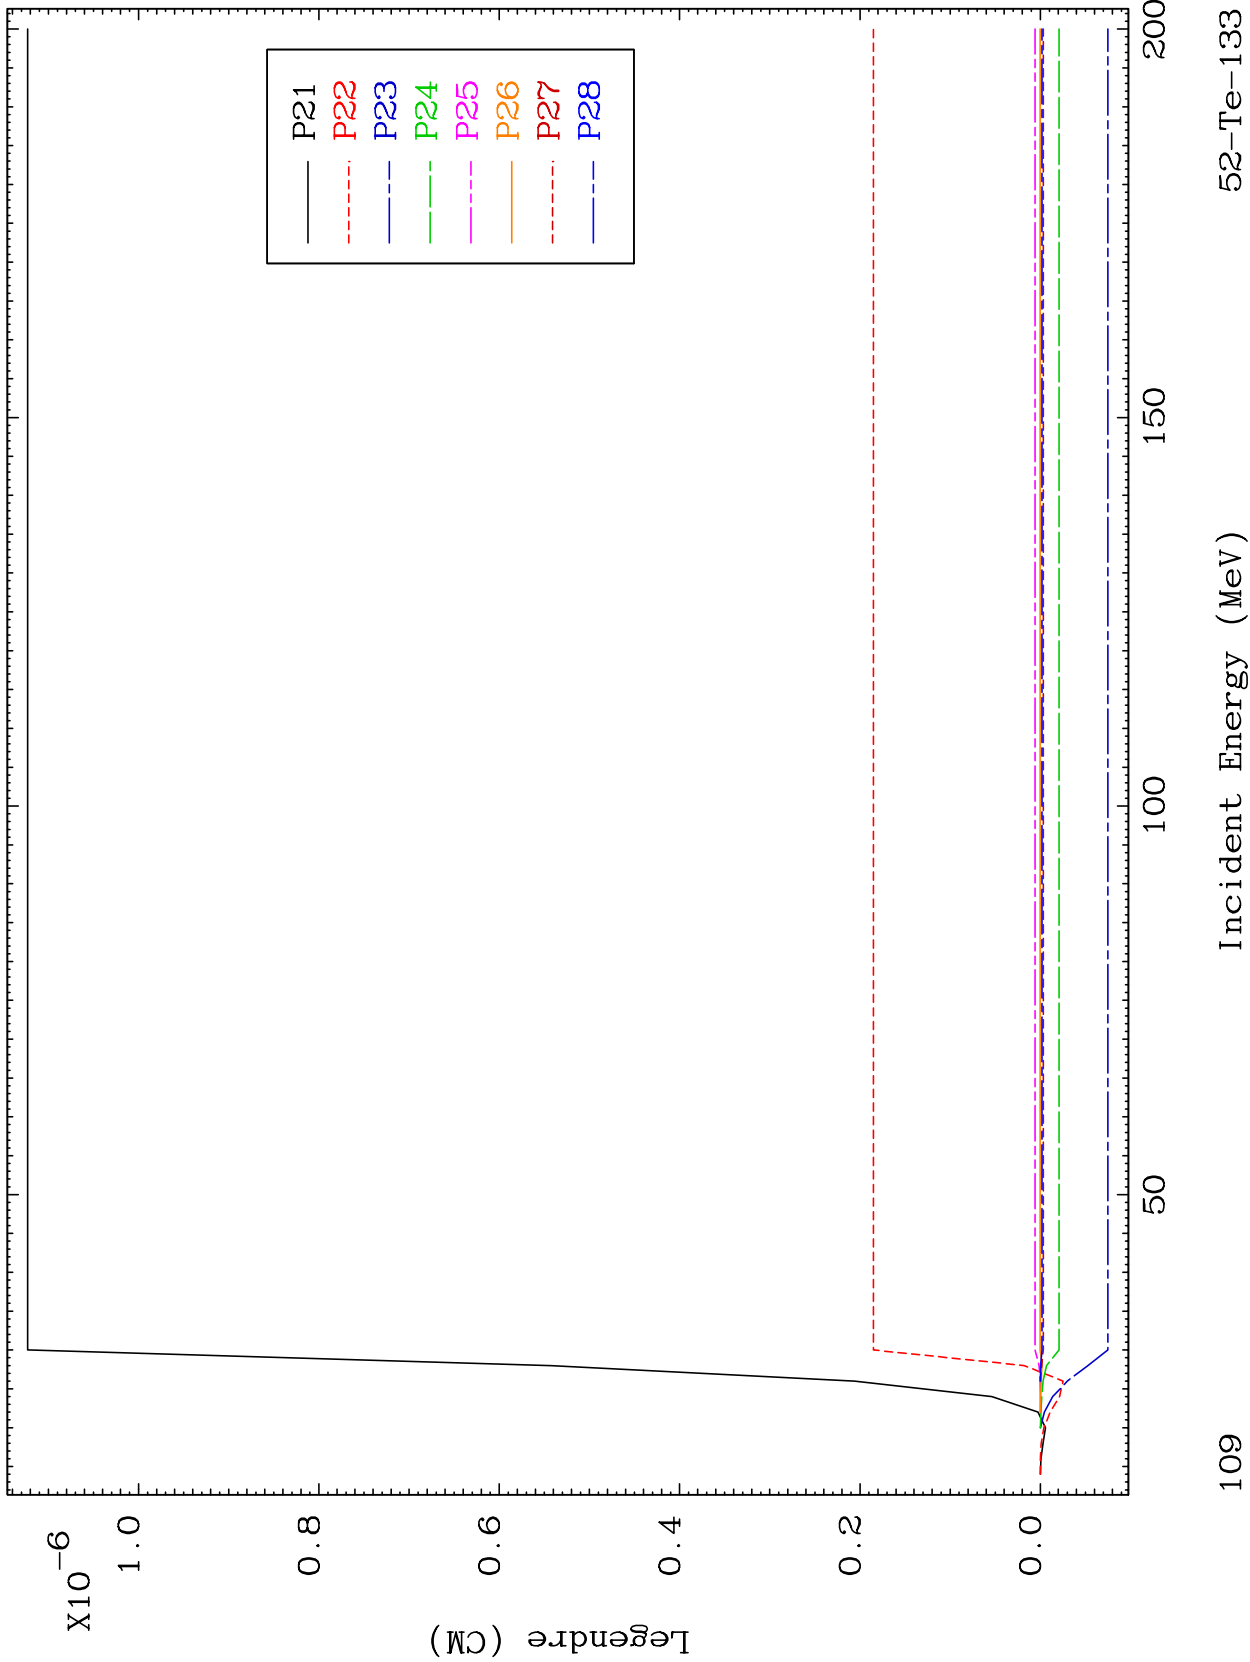 X10-6
1.0
0.8
0.6
0.4
0.2
0.0
Legendre (CM)
P21
P22
P23
P24
P25
P26
P27
P28
50
100
150
200
109
Incident Energy (MeV)
52-Te-133